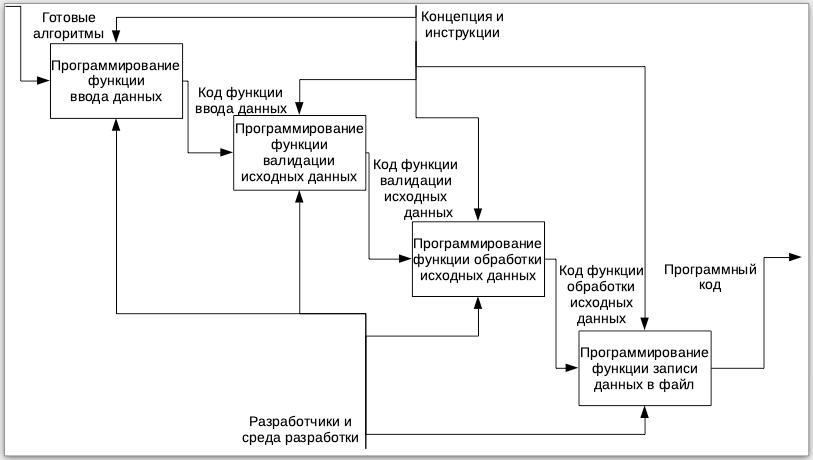 Готовые
алгоритмы
Концепция и
инструкции
Программирование
функции
ввода данных
Код функции
ввода данных
Программирование
функции
валидации
исходных данных
Код функции
валидации
исходных
данных
Программирование
функции обработки
исходных данных
Код функции
обработки
исходных
данных
Программный
код
Программирование
функции записи
данных в файл
Разработчики и
среда разработки